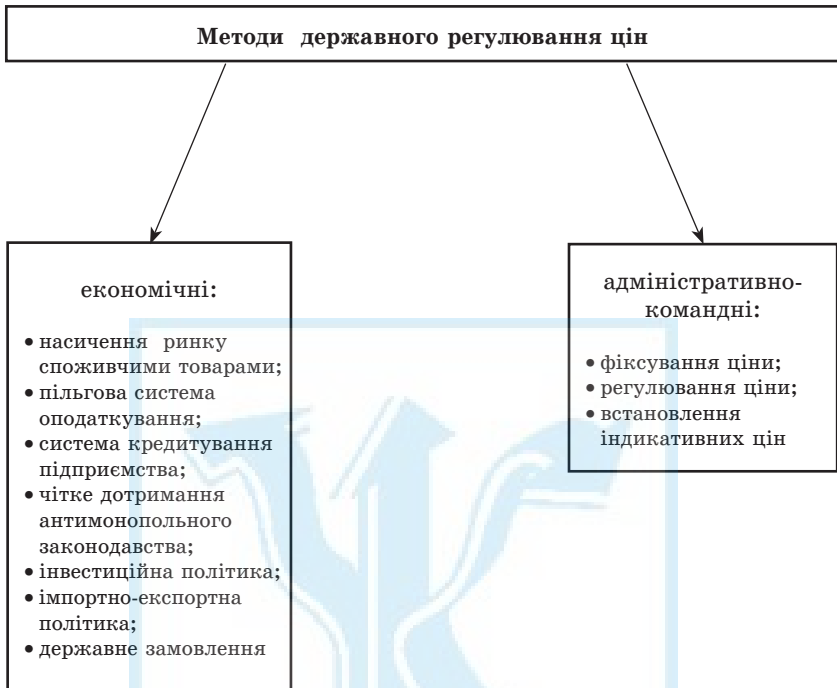 Методи державного регулювання цін
економічні:
• насичення ринку
споживчими товарами;
• пільгова система
оподаткування;
• система кредитування
підприємства;
• чітке дотримання
антимонопольного
законодавства;
• інвестиційна політика;
• імпортно-експортна
політика;
• державне замовлення
адміністративно-
командні:
• фіксування ціни;
• регулювання ціни;
• встановлення
індикативних цін